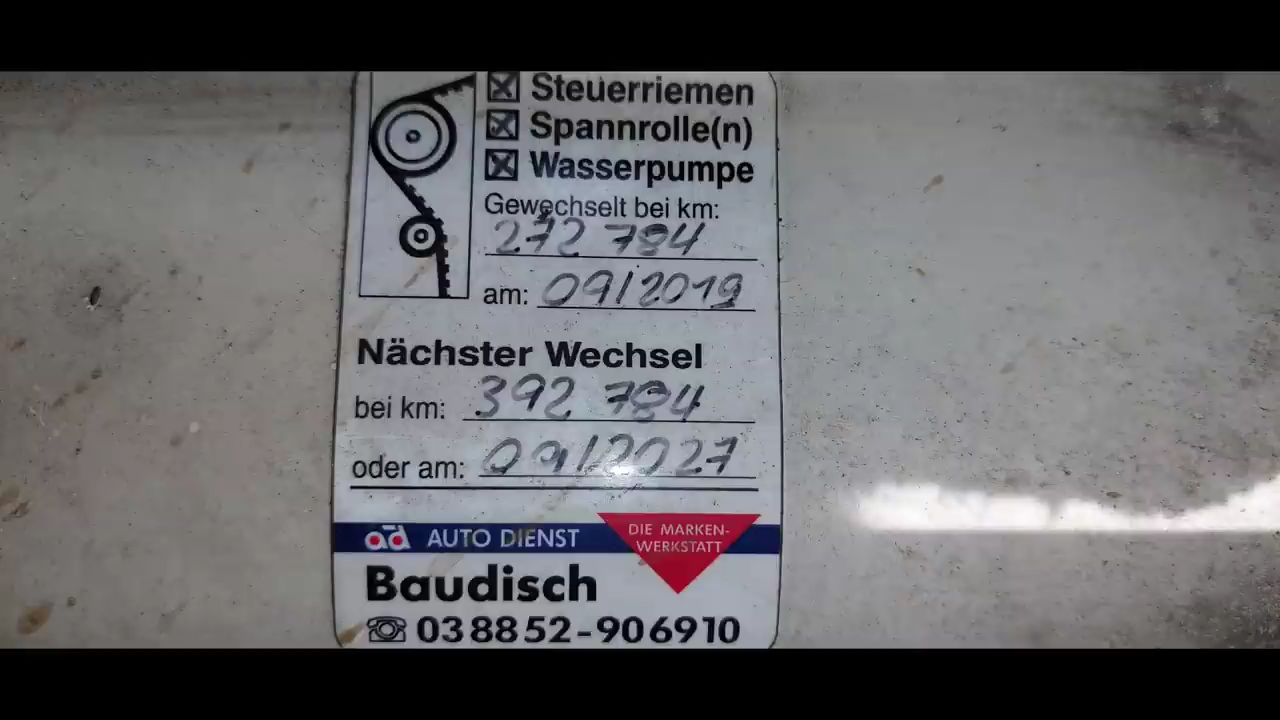 Steuerriemen
Spannrolle(n)
Wasserpumpe
Gewechselt bei km:
272 784
am: 09/2019
Nächster Wechsel
bei km: 392 784
oder am: 09/2027
ad AUTO DIENST
DIE MARKEN-
WERKSTATT
Baudisch
038852-906910